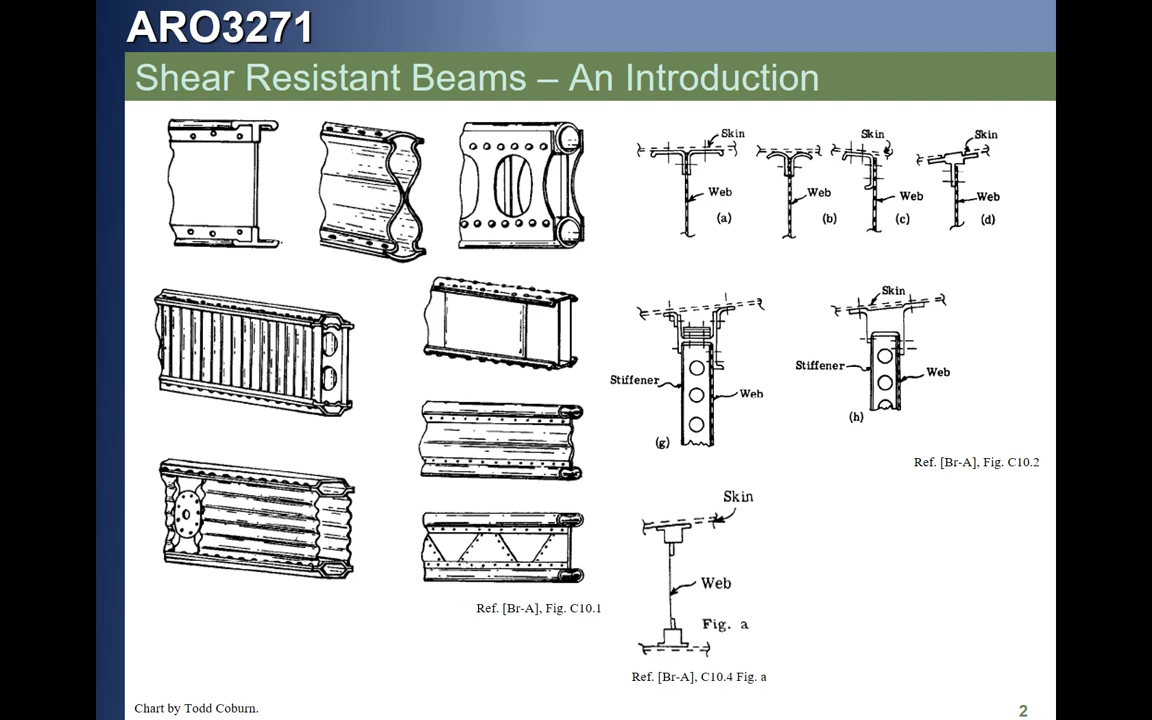 ARO3271
Shear Resistant Beams – An Introduction
Skin
Web
(a)
Web
(b)
Skin
Web
(c)
Skin
Web
(d)
Stiffener
Web
(g)
Skin
Stiffener
Web
(h)
Ref. [Br-A], Fig. C10.2
Skin
Web
Fig. a
Ref. [Br-A], Fig. C10.1
Ref. [Br-A], C10.4 Fig. a
Chart by Todd Coburn.
2